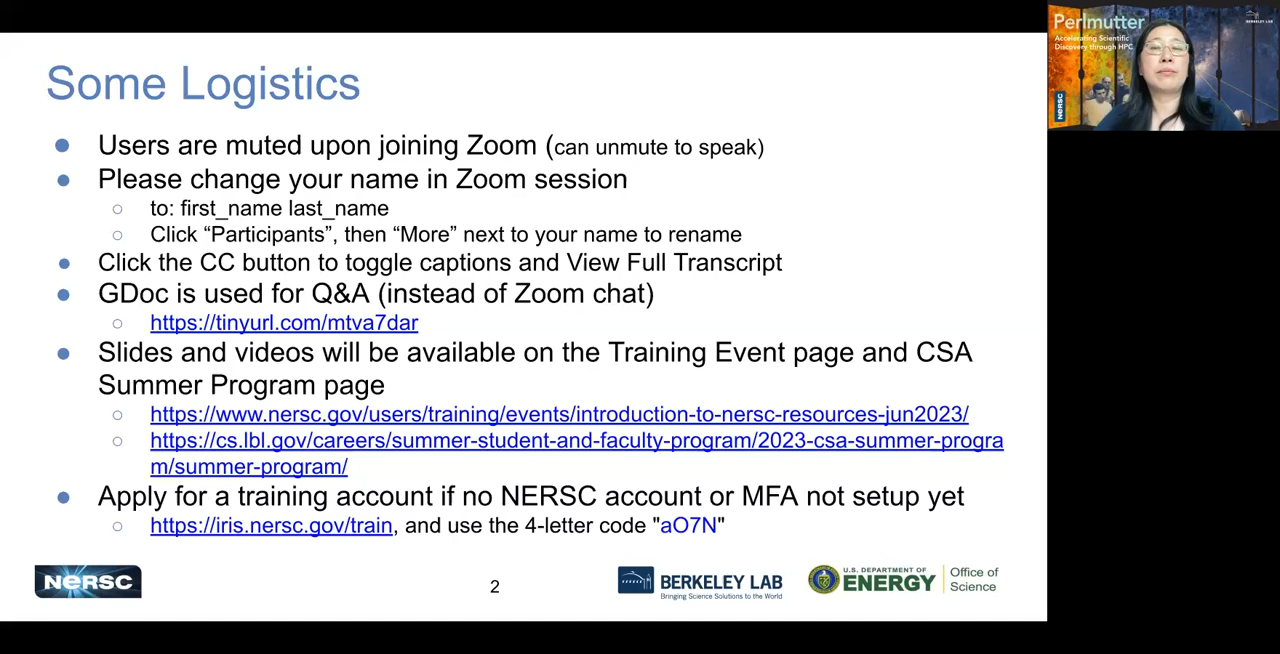 Some Logistics
● Users are muted upon joining Zoom (can unmute to speak)
● Please change your name in Zoom session
○ to: first_name last_name
○ Click “Participants”, then “More” next to your name to rename
● Click the CC button to toggle captions and View Full Transcript
● GDoc is used for Q&A (instead of Zoom chat)
○ https://tinyurl.com/mtva7dar
● Slides and videos will be available on the Training Event page and CSA
Summer Program page
○ https://www.nersc.gov/users/training/events/introduction-to-nersc-resources-jun2023/
○ https://cs.lbl.gov/careers/summer-student-and-faculty-program/2023-csa-summer-progra
m/summer-program/
● Apply for a training account if no NERSC account or MFA not setup yet
○ https://iris.nersc.gov/train, and use the 4-letter code "aO7N"
NERSC
2
BERKELEY LAB
Bringing Science Solutions to the World
U.S. DEPARTMENT OF
ENERGY
Office of
Science
Perlmutter
Accelerating Scientific
Discovery through HPC
BERKELEY LAB
NERSC